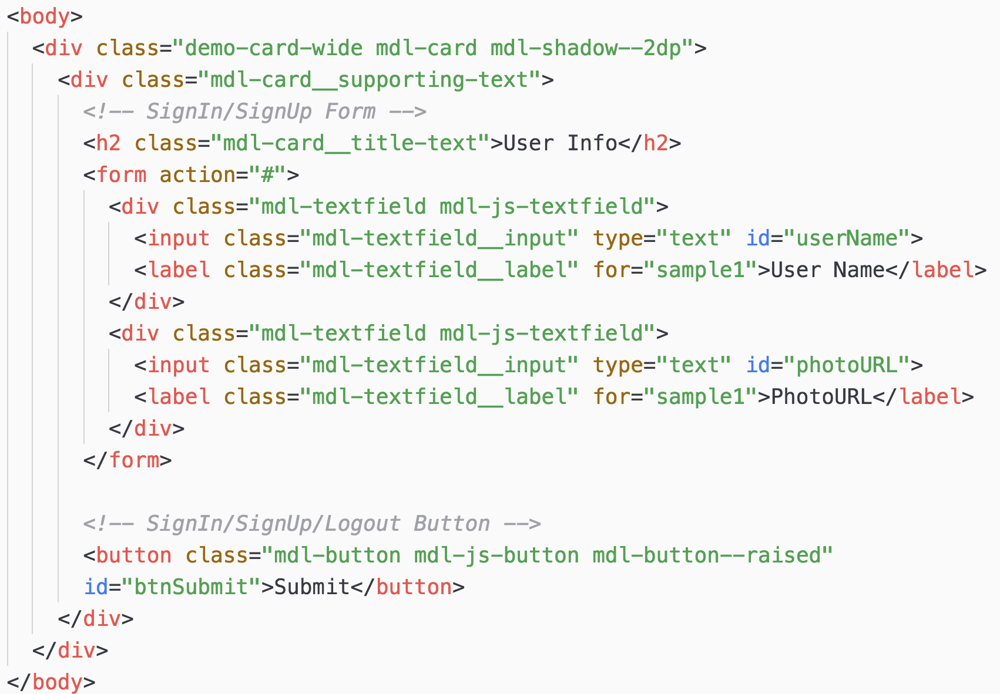 <body>
<div class="demo-card-wide mdl-card mdl-shadow--2dp">
<div class="mdl-card__supporting-text">
<!-- SignIn/SignUp Form -->
<h2 class="mdl-card__title-text">User Info</h2>
<form action="#">
<div class="mdl-textfield mdl-js-textfield">
<input class="mdl-textfield__input" type="text" id="userName">
<label class="mdl-textfield__label" for="sample1">User Name</label>
</div>
<div class="mdl-textfield mdl-js-textfield">
<input class="mdl-textfield__input" type="text" id="photoURL">
<label class="mdl-textfield__label" for="sample1">PhotoURL</label>
</div>
</form>
<!-- SignIn/SignUp/Logout Button -->
<button class="mdl-button mdl-js-button mdl-button--raised"
id="btnSubmit">Submit</button>
</div>
</div>
</body>